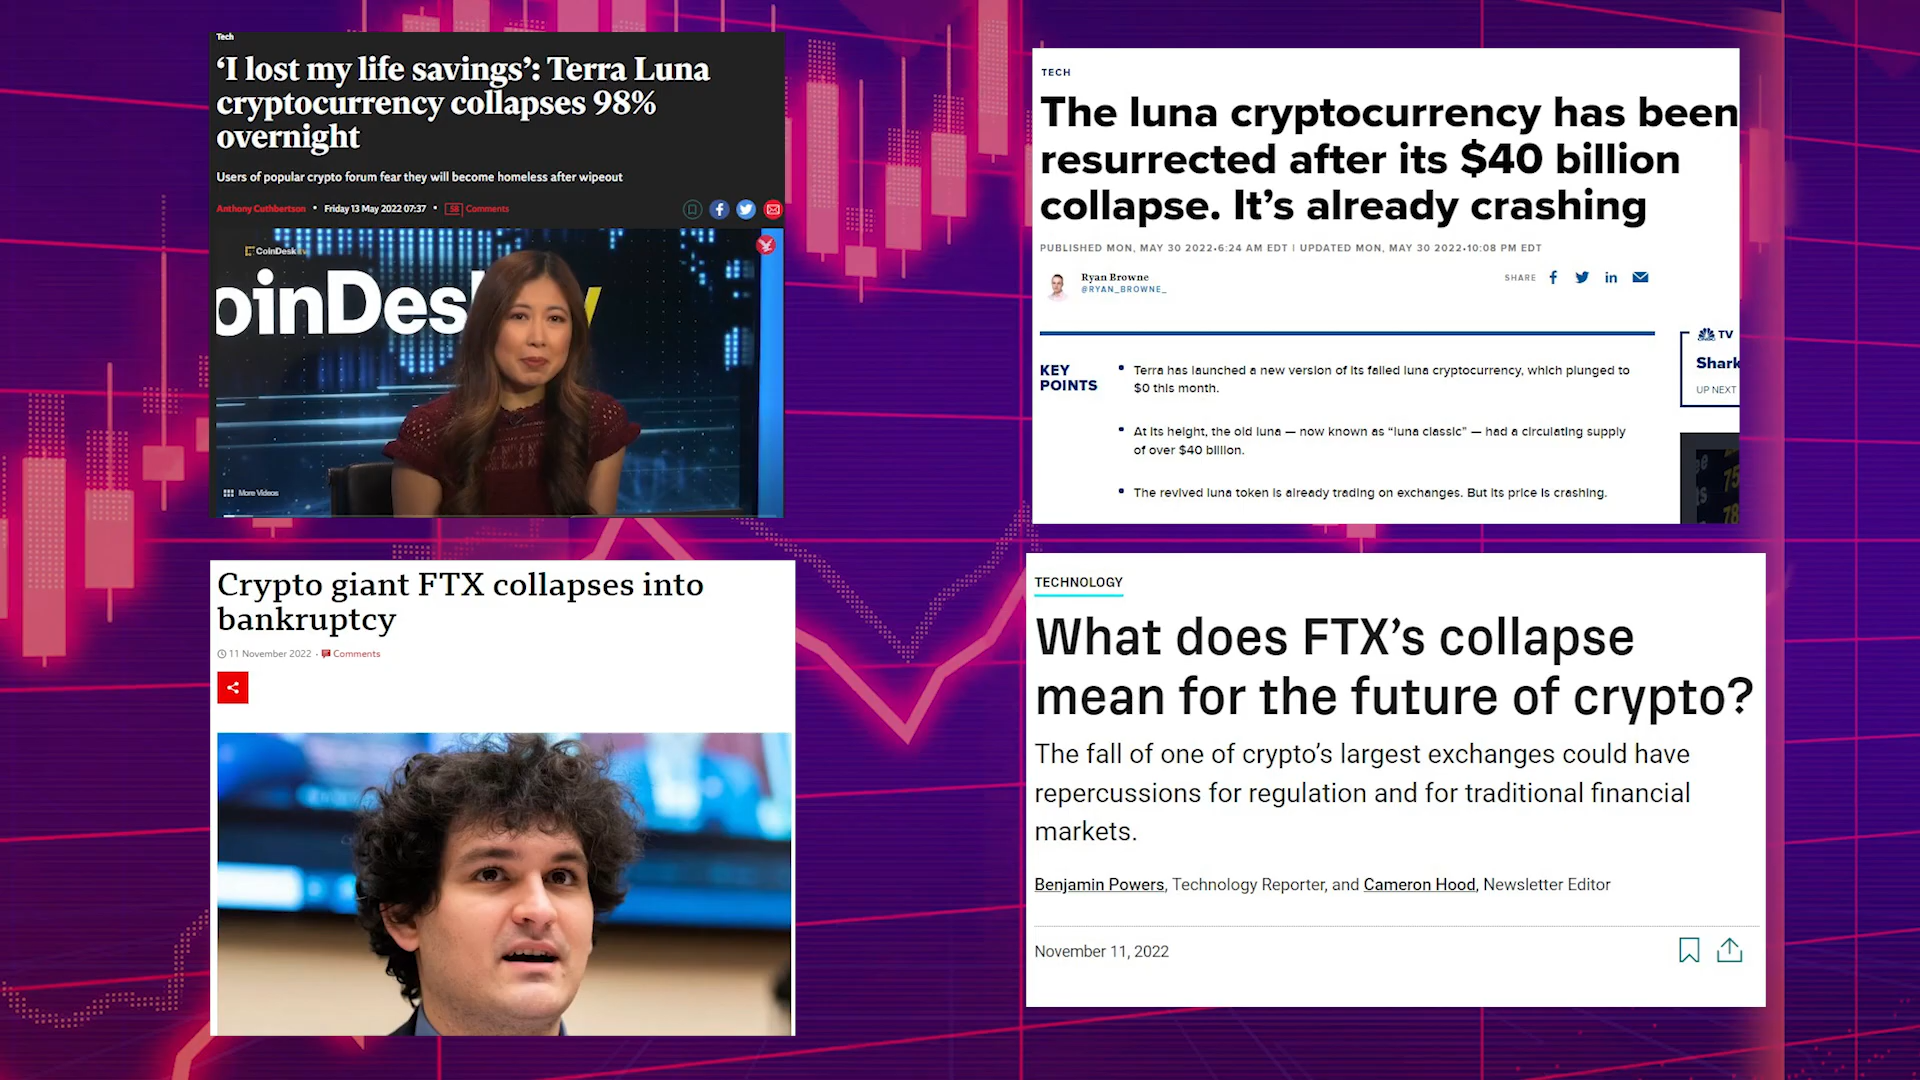 Tech
‘I lost my life savings’: Terra Luna
cryptocurrency collapses 98%
overnight
Users of popular crypto forum fear they will become homeless after wipeout
Anthony Cuthbertson • Friday 13 May 2022 07:37 • 58 Comments
CoinDesk tv
oinDes
More Videos
TECH
The luna cryptocurrency has been
resurrected after its $40 billion
collapse. It’s already crashing
PUBLISHED MON, MAY 30 2022•6:24 AM EDT | UPDATED MON, MAY 30 2022•10:08 PM EDT
Ryan Browne
@RYAN_BROWNE_
SHARE
KEY
POINTS
• Terra has launched a new version of its failed luna cryptocurrency, which plunged to
$0 this month.
• At its height, the old luna — now known as “luna classic” — had a circulating supply
of over $40 billion.
• The revived luna token is already trading on exchanges. But its price is crashing.
CNBC TV
Shark
UP NEXT
Crypto giant FTX collapses into
bankruptcy
11 November 2022 · Comments
TECHNOLOGY
What does FTX’s collapse
mean for the future of crypto?
The fall of one of crypto’s largest exchanges could have
repercussions for regulation and for traditional financial
markets.
Benjamin Powers, Technology Reporter, and Cameron Hood, Newsletter Editor
November 11, 2022